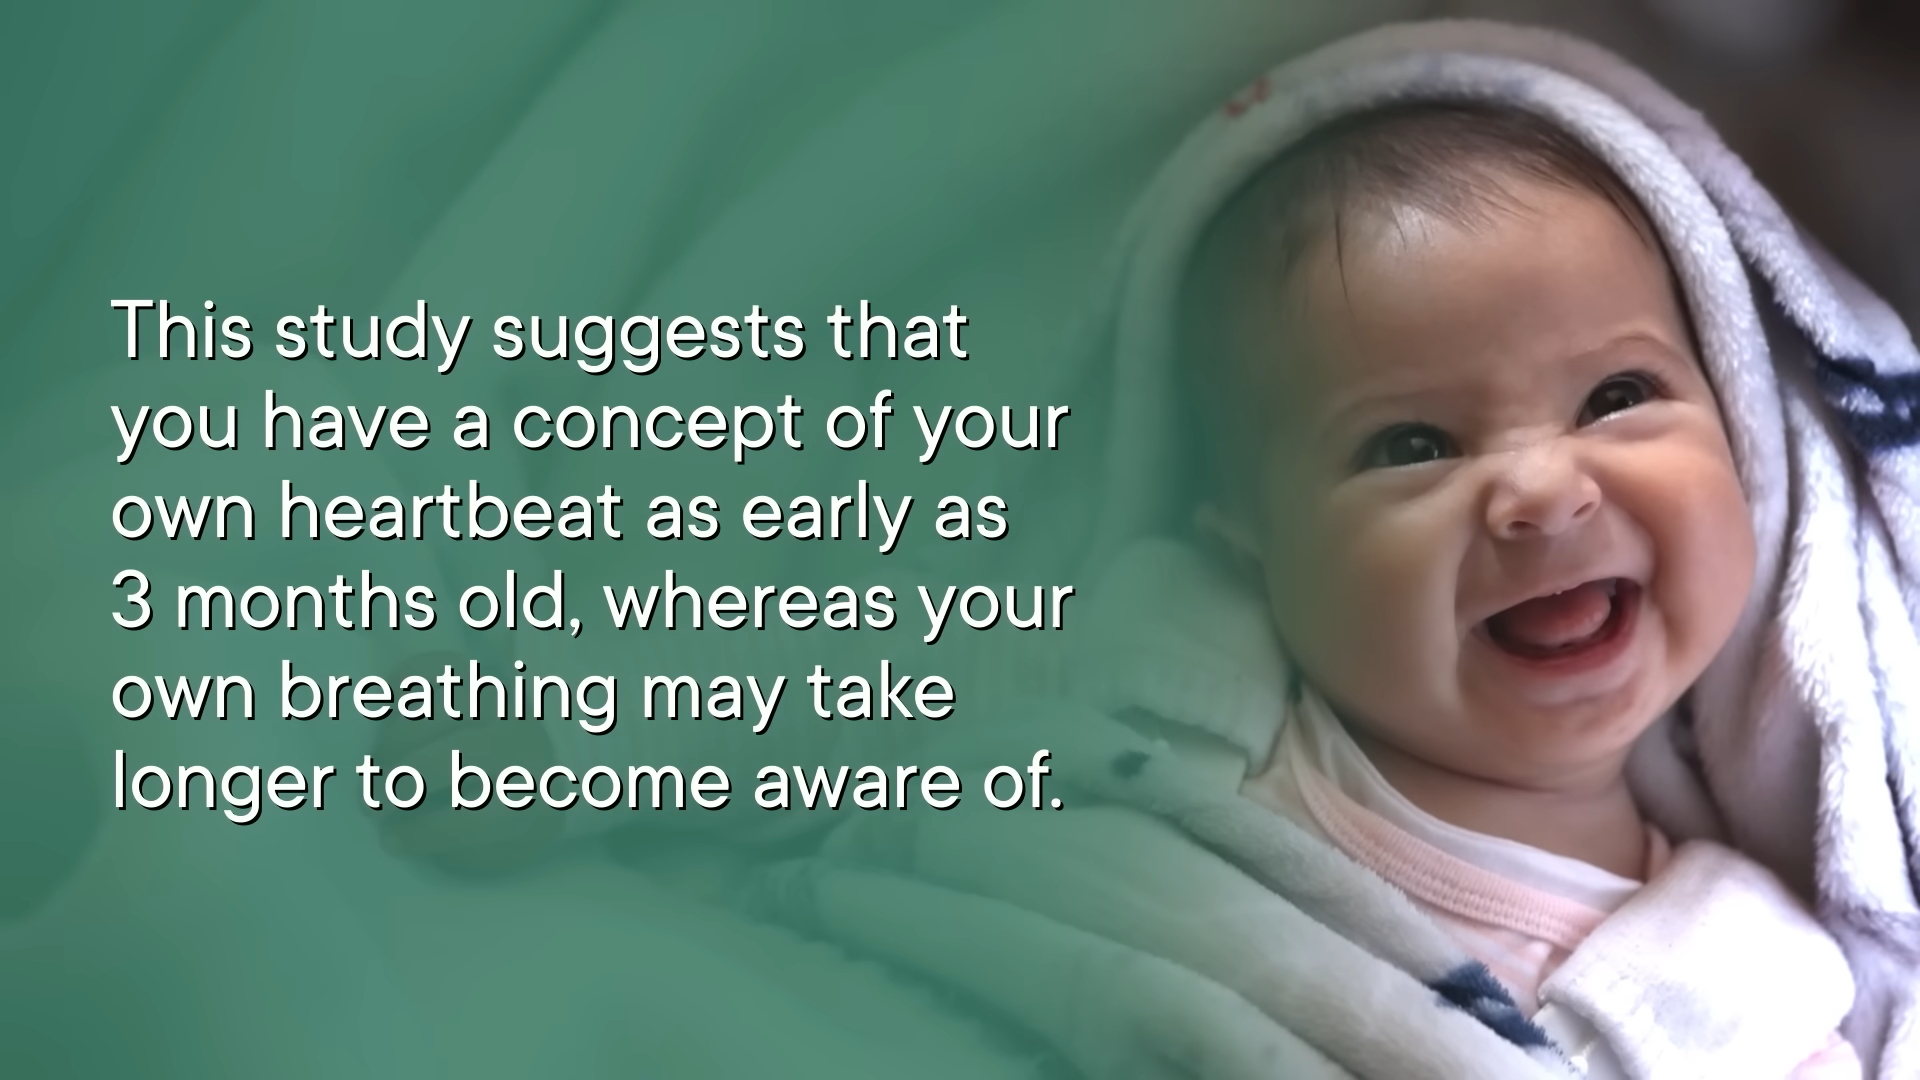 This study suggests that
you have a concept of your
own heartbeat as early as
3 months old, whereas your
own breathing may take
longer to become aware of.